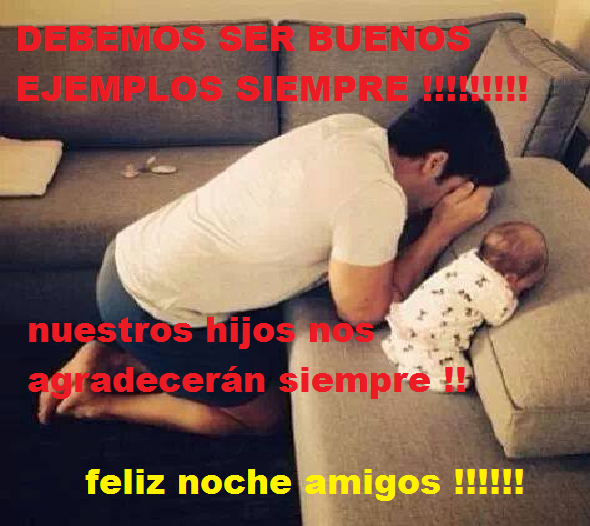 DEBEMOS SER BUENOS
EJEMPLOS SIEMPRE !!!!!!!!!
nuestros hijos nos
agradecerán siempre !!
feliz noche amigos !!!!!!